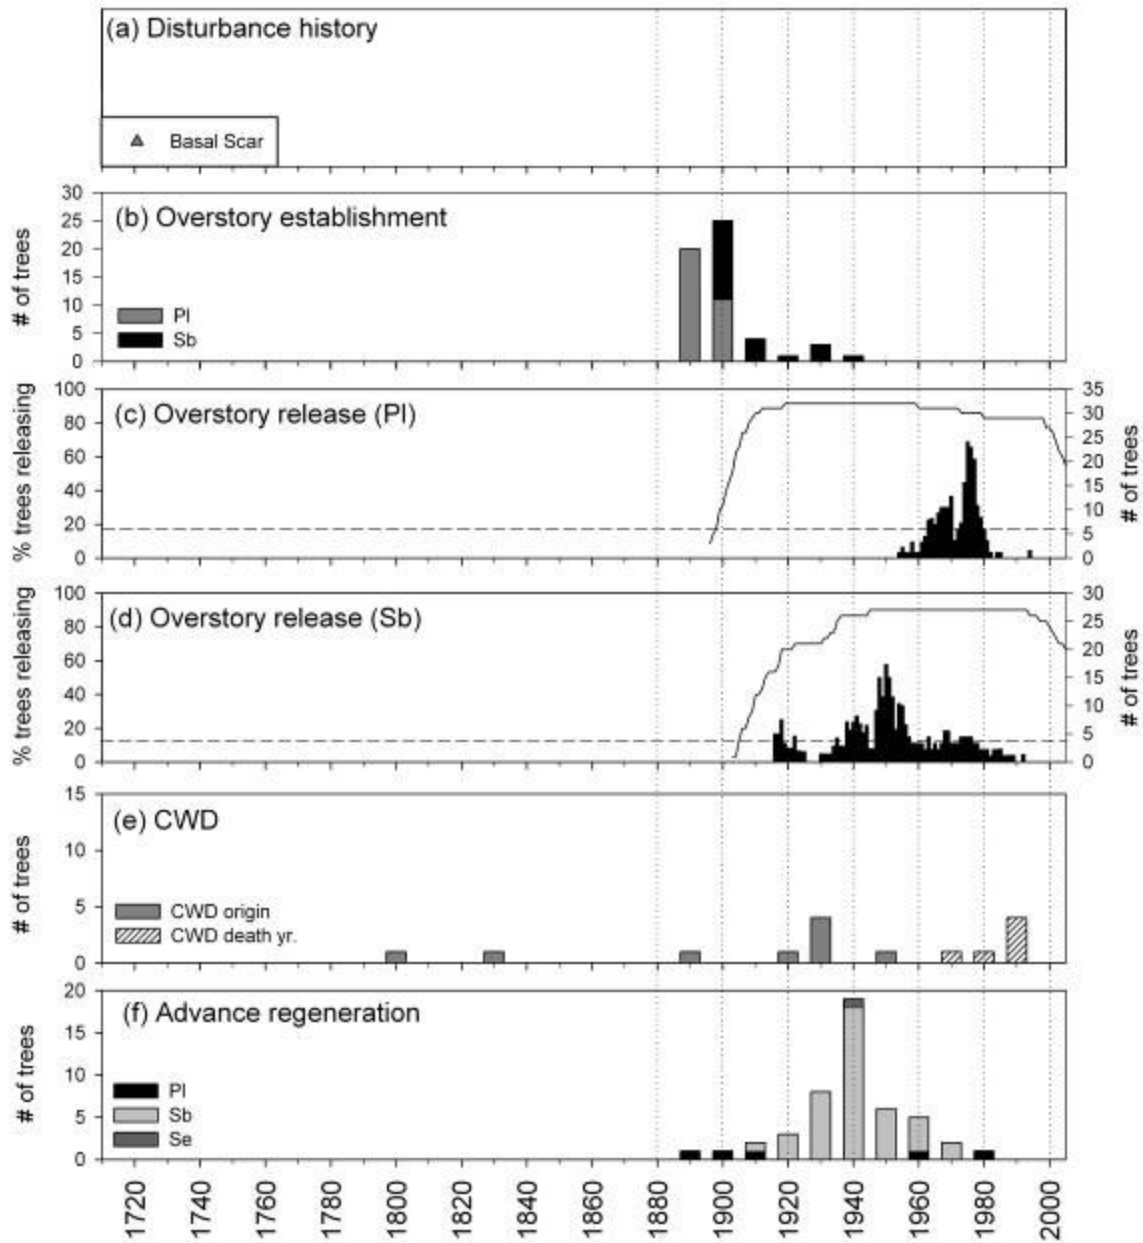 (a) Disturbance history
Basal Scar
(b) Overstory establishment
# of trees
30
25
20
15
10
5
0
Pl
Sb
(c) Overstory release (Pl)
% trees releasing
100
80
60
40
20
0
35
30
25
20
15
10
5
0
# of trees
(d) Overstory release (Sb)
% trees releasing
100
80
60
40
20
0
30
25
20
15
10
5
0
# of trees
(e) CWD
# of trees
15
10
5
0
CWD origin
CWD death yr.
(f) Advance regeneration
# of trees
20
15
10
5
0
Pl
Sb
Se
1720 1740 1760 1780 1800 1820 1840 1860 1880 1900 1920 1940 1960 1980 2000